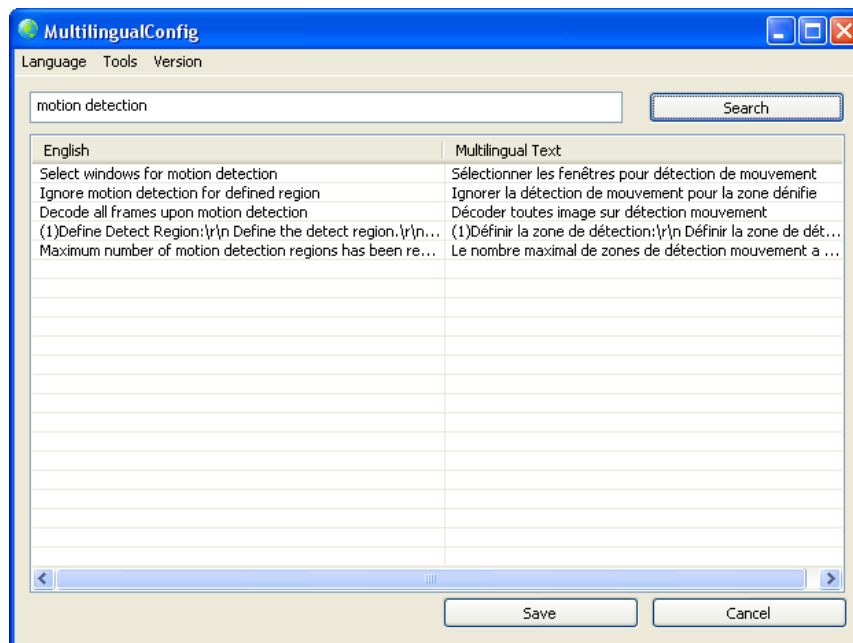 MultilingualConfig
Language Tools Version
motion detection Search
English Multilingual Text
Select windows for motion detection Sélectionner les fenêtres pour détection de mouvement
Ignore motion detection for defined region Ignorer la détection de mouvement pour la zone dénifie
Decode all frames upon motion detection Décoder toutes image sur détection mouvement
(1)Define Detect Region:\r\n Define the detect region.\r\n... (1)Définir la zone de détection:\r\n Définir la zone de dét...
Maximum number of motion detection regions has been re... Le nombre maximal de zones de détection mouvement a ...
Save Cancel